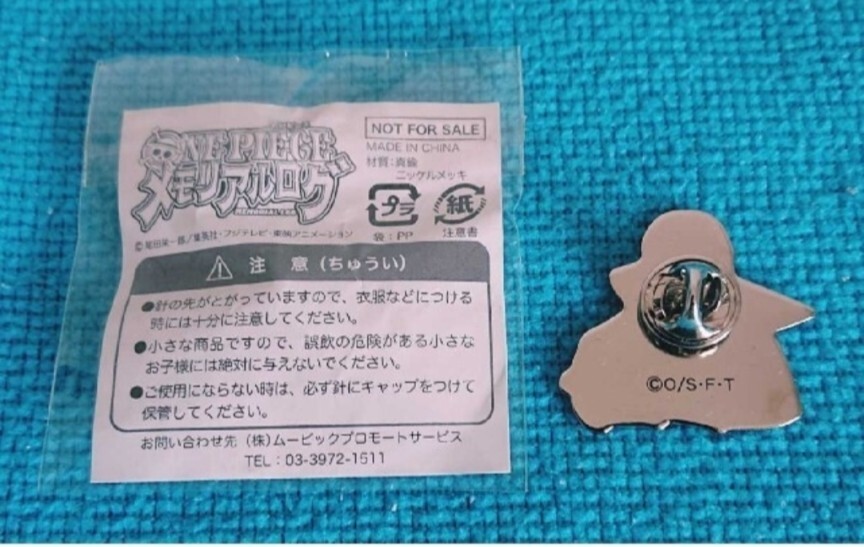 NOT FOR SALE
ONE PIECE
メモリアルログ
MADE IN CHINA
材質:真鍮
ニッケルメッキ
プラ
紙
袋:PP
注意書
©尾田栄一郎/集英社・フジテレビ・東映アニメーション
注 意(ちゅうい)
●針の先がとがっていますので、衣服などにつける
時には十分に注意してください。
●小さな商品ですので、誤飲の危険がある小さな
お子様には絶対に与えないでください。
●ご使用にならない時は、必ず針にキャップをつけて
保管してください。
お問い合わせ先 (株)ムービックプロモートサービス
TEL:03-3972-1511
©O/S・F・T